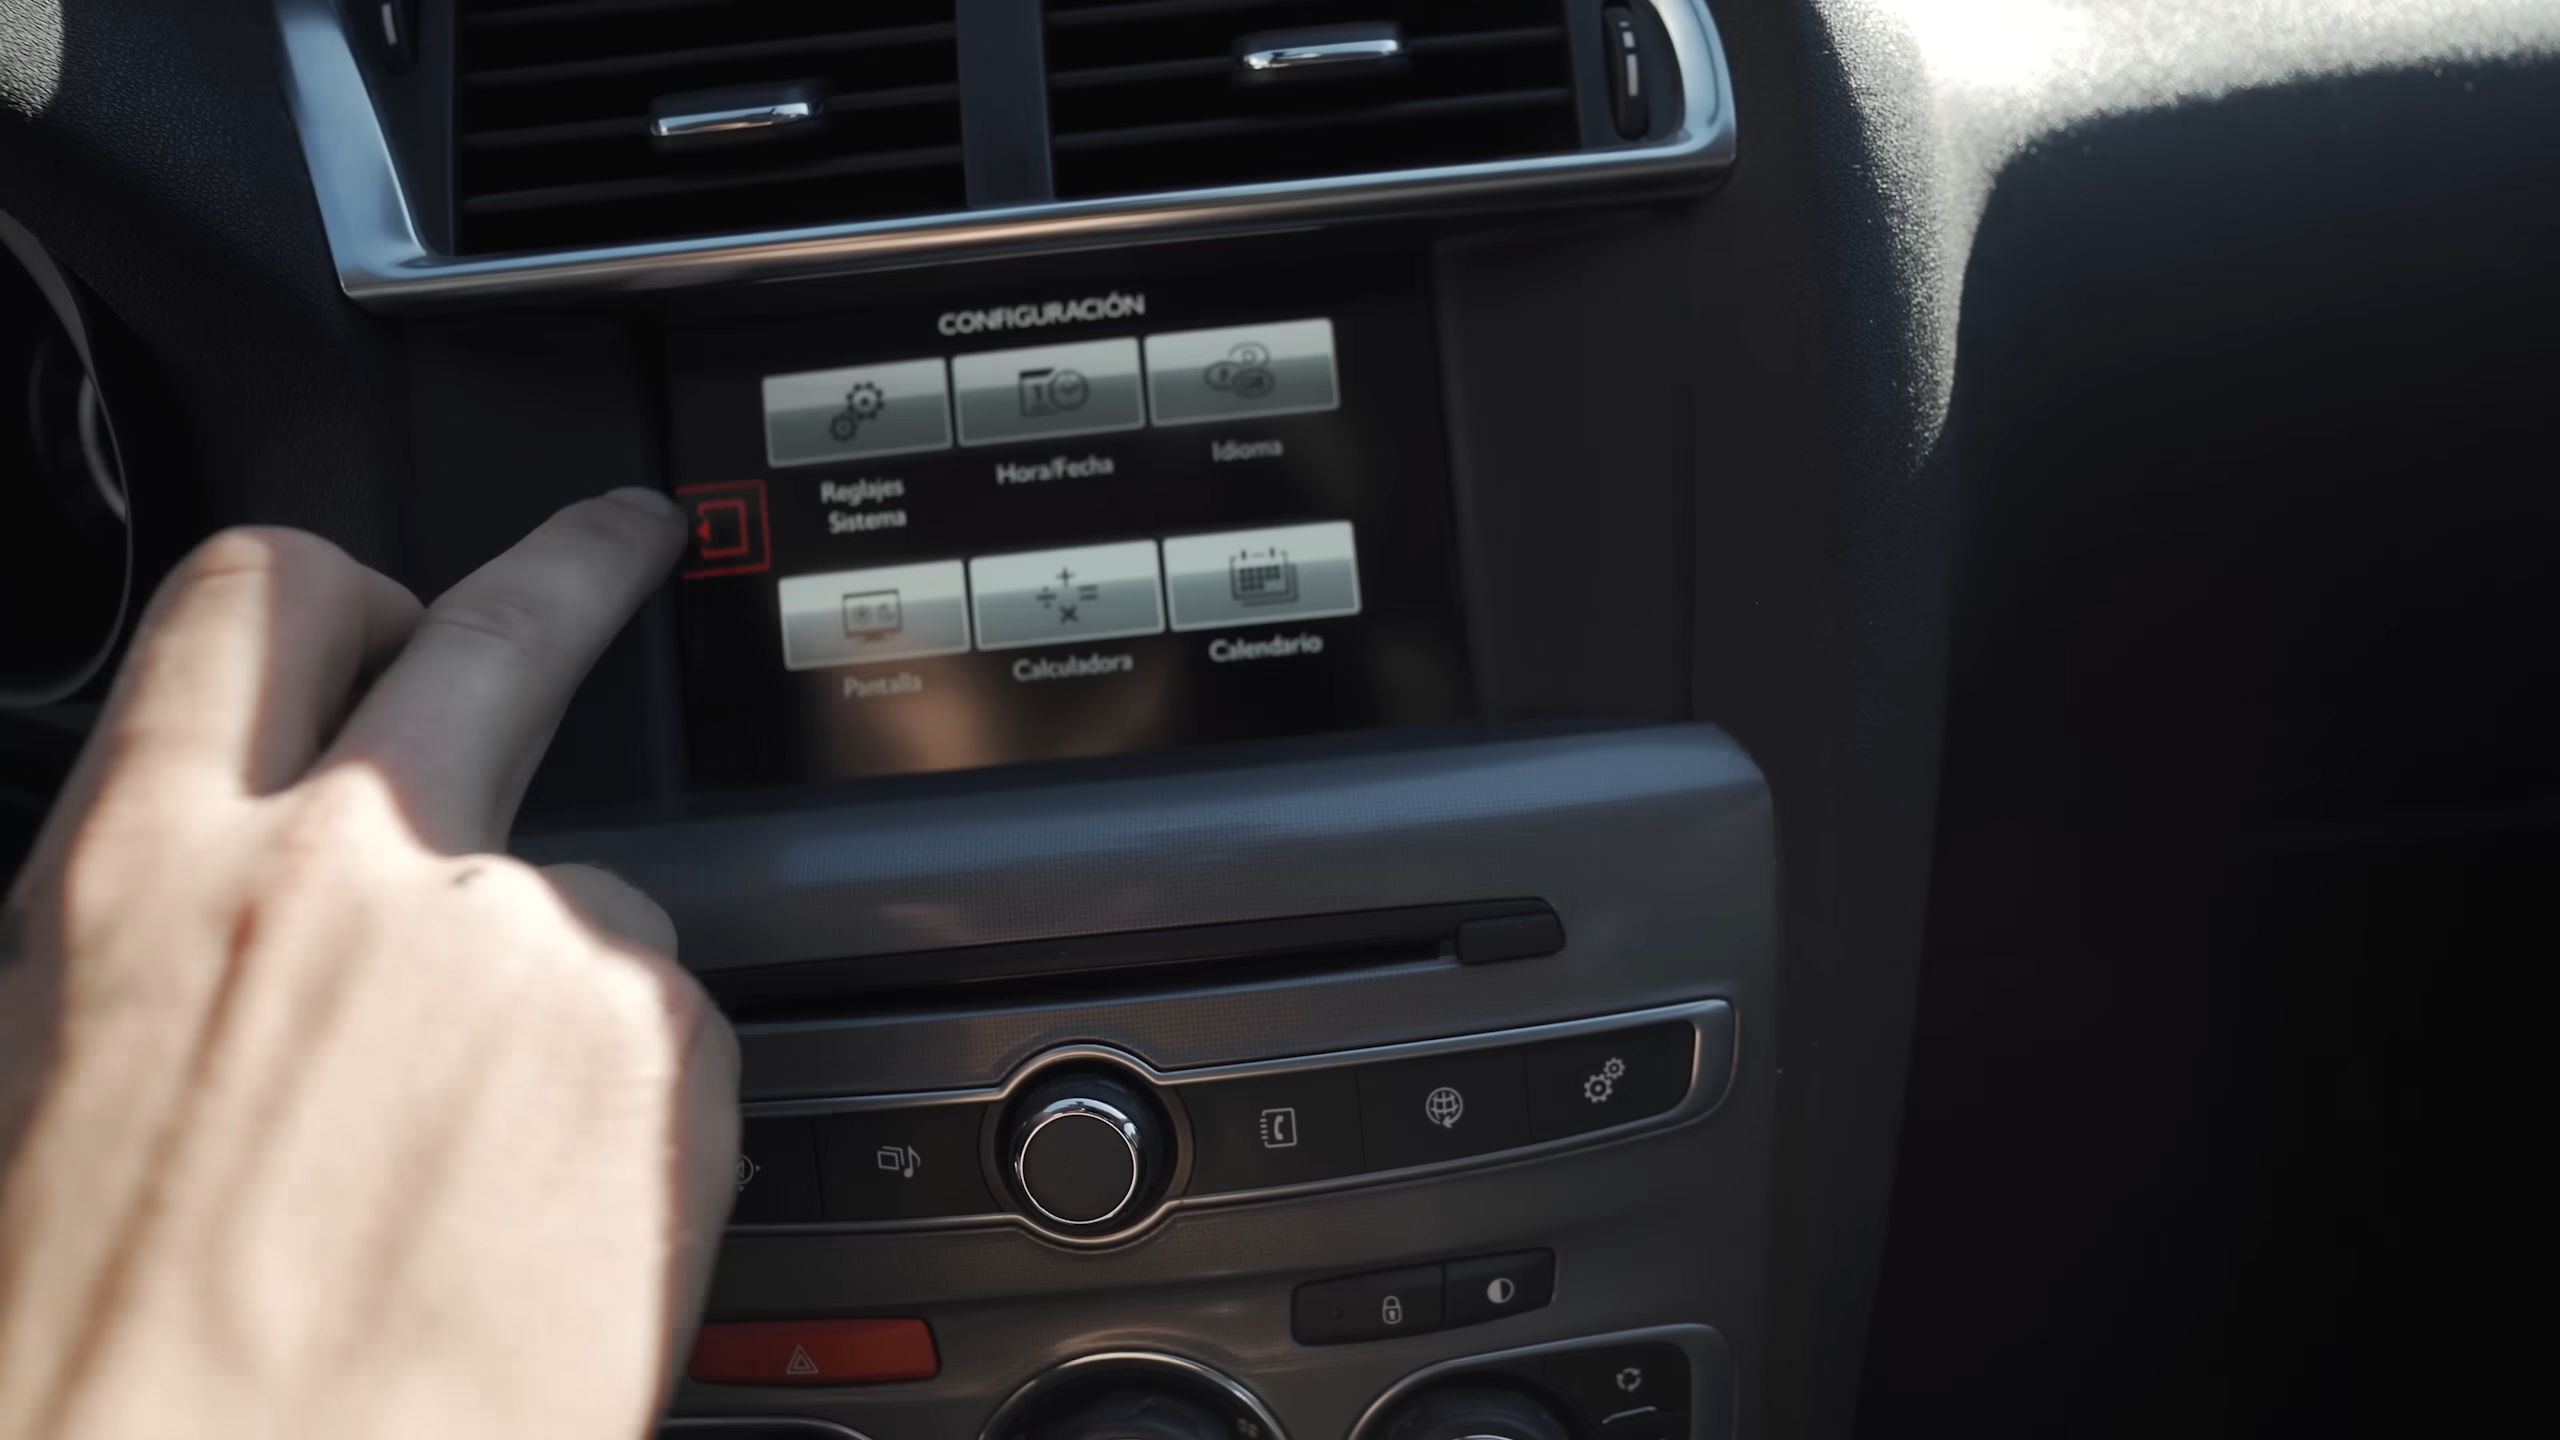 CONFIGURACIÓN
Reglajes
Sistema
Hora/Fecha
Idioma
Pantalla
Calculadora
Calendario